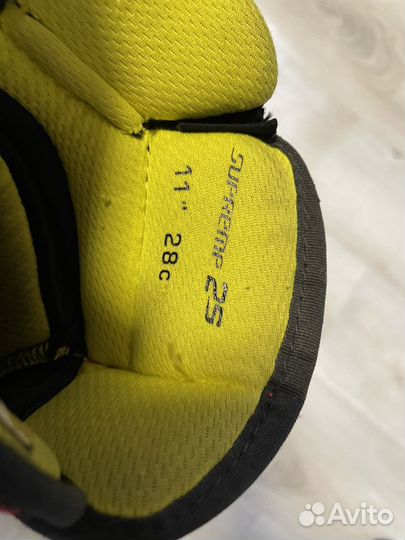 SUPREME 2S
11" 28c
Avito